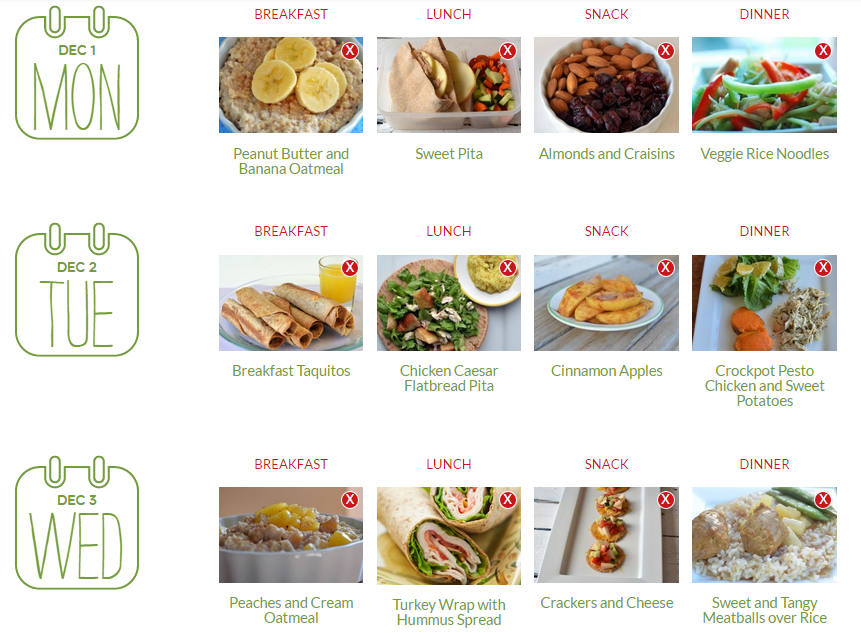 BREAKFAST LUNCH SNACK DINNER
DEC 1
MON
X X X X
Peanut Butter and
Banana Oatmeal
Sweet Pita
Almonds and Craisins
Veggie Rice Noodles
BREAKFAST LUNCH SNACK DINNER
DEC 2
TUE
X X X X
Breakfast Taquitos
Chicken Caesar
Flatbread Pita
Cinnamon Apples
Crockpot Pesto
Chicken and Sweet
Potatoes
BREAKFAST LUNCH SNACK DINNER
DEC 3
WED
X X X X
Peaches and Cream
Oatmeal
Turkey Wrap with
Hummus Spread
Crackers and Cheese
Sweet and Tangy
Meatballs over Rice